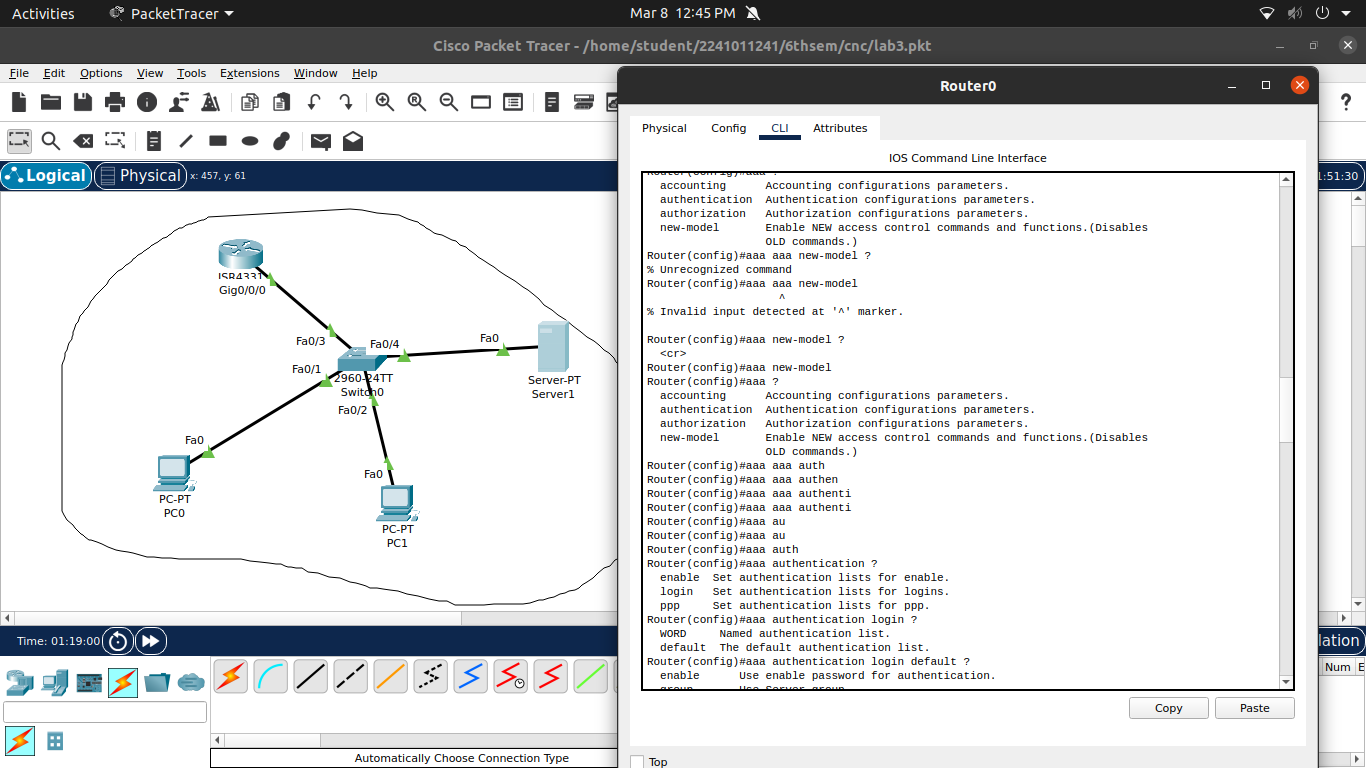 Activities PacketTracer Mar 8 12:45 PM
Cisco Packet Tracer - /home/student/2241011241/6thsem/cnc/lab3.pkt
File Edit Options View Tools Extensions Window Help
Logical Physical x: 457, y: 61
1:51:30
ISR4331
Gig0/0/0
Fa0/3
Fa0/4
Fa0
Fa0/1
2960-24TT
Switch0
Fa0/2
Server-PT
Server1
Fa0
PC-PT
PC0
Fa0
PC-PT
PC1
Time: 01:19:00
lation
Num E
Automatically Choose Connection Type
Router0
Physical Config CLI Attributes
IOS Command Line Interface
Router(config)#aaa ?
accounting Accounting configurations parameters.
authentication Authentication configurations parameters.
authorization Authorization configurations parameters.
new-model Enable NEW access control commands and functions.(Disables
OLD commands.)
Router(config)#aaa aaa new-model ?
% Unrecognized command
Router(config)#aaa aaa new-model
^
% Invalid input detected at '^' marker.
Router(config)#aaa new-model ?
<cr>
Router(config)#aaa new-model
Router(config)#aaa ?
accounting Accounting configurations parameters.
authentication Authentication configurations parameters.
authorization Authorization configurations parameters.
new-model Enable NEW access control commands and functions.(Disables
OLD commands.)
Router(config)#aaa aaa auth
Router(config)#aaa aaa authen
Router(config)#aaa aaa authenti
Router(config)#aaa aaa authenti
Router(config)#aaa au
Router(config)#aaa au
Router(config)#aaa auth
Router(config)#aaa authentication ?
enable Set authentication lists for enable.
login Set authentication lists for logins.
ppp Set authentication lists for ppp.
Router(config)#aaa authentication login ?
WORD Named authentication list.
default The default authentication list.
Router(config)#aaa authentication login default ?
enable Use enable password for authentication.
group Use Server-group.
Copy Paste
Top